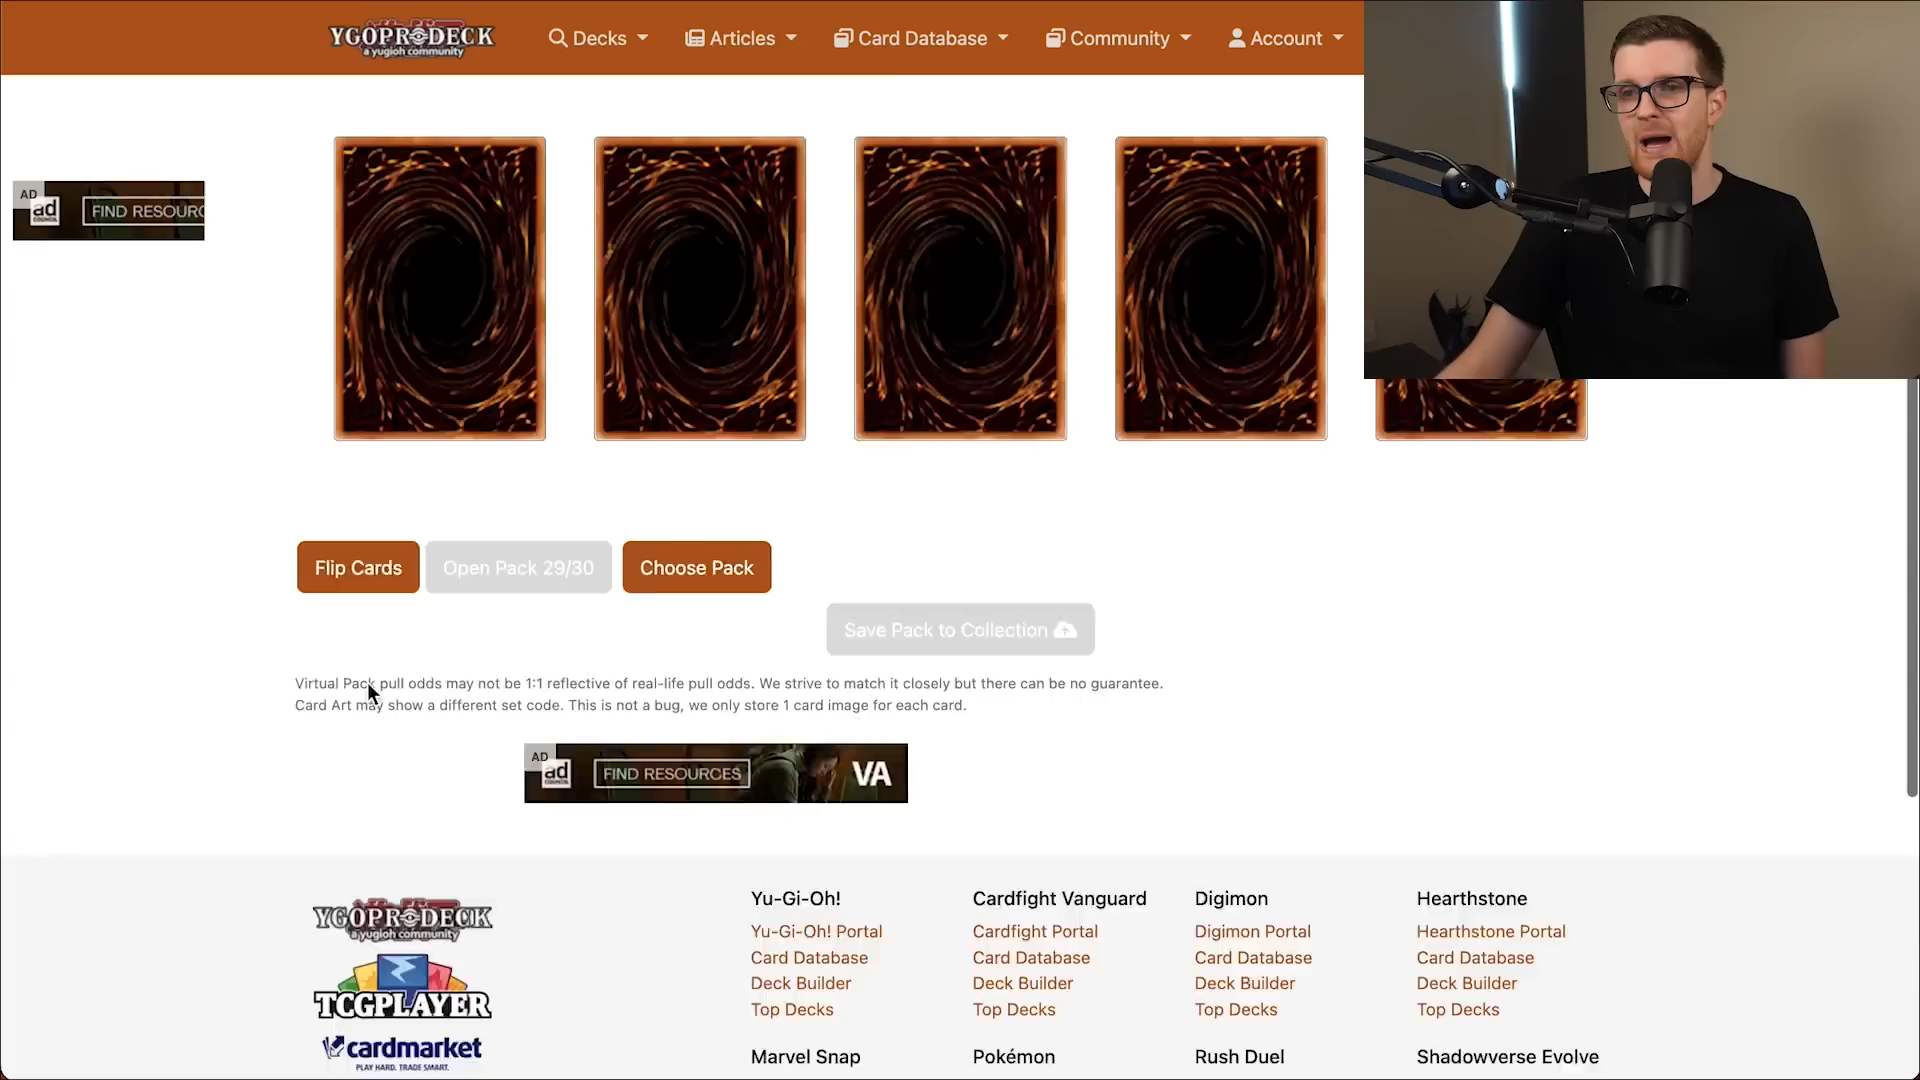 YGOPRODECK
a yugioh community
Decks
Articles
Card Database
Community
Account
AD
ad
COUNCIL
FIND RESOURC
Flip Cards
Open Pack 29/30
Choose Pack
Save Pack to Collection
Virtual Pack pull odds may not be 1:1 reflective of real-life pull odds. We strive to match it closely but there can be no guarantee.
Card Art may show a different set code. This is not a bug, we only store 1 card image for each card.
AD
ad
COUNCIL
FIND RESOURCES
VA
YGOPRODECK
a yugioh community
TCGPLAYER
cardmarket
PLAY HARD. TRADE SMART.
Yu-Gi-Oh!
Yu-Gi-Oh! Portal
Card Database
Deck Builder
Top Decks
Marvel Snap
Cardfight Vanguard
Cardfight Portal
Card Database
Deck Builder
Top Decks
Pokémon
Digimon
Digimon Portal
Card Database
Deck Builder
Top Decks
Rush Duel
Hearthstone
Hearthstone Portal
Card Database
Deck Builder
Top Decks
Shadowverse Evolve